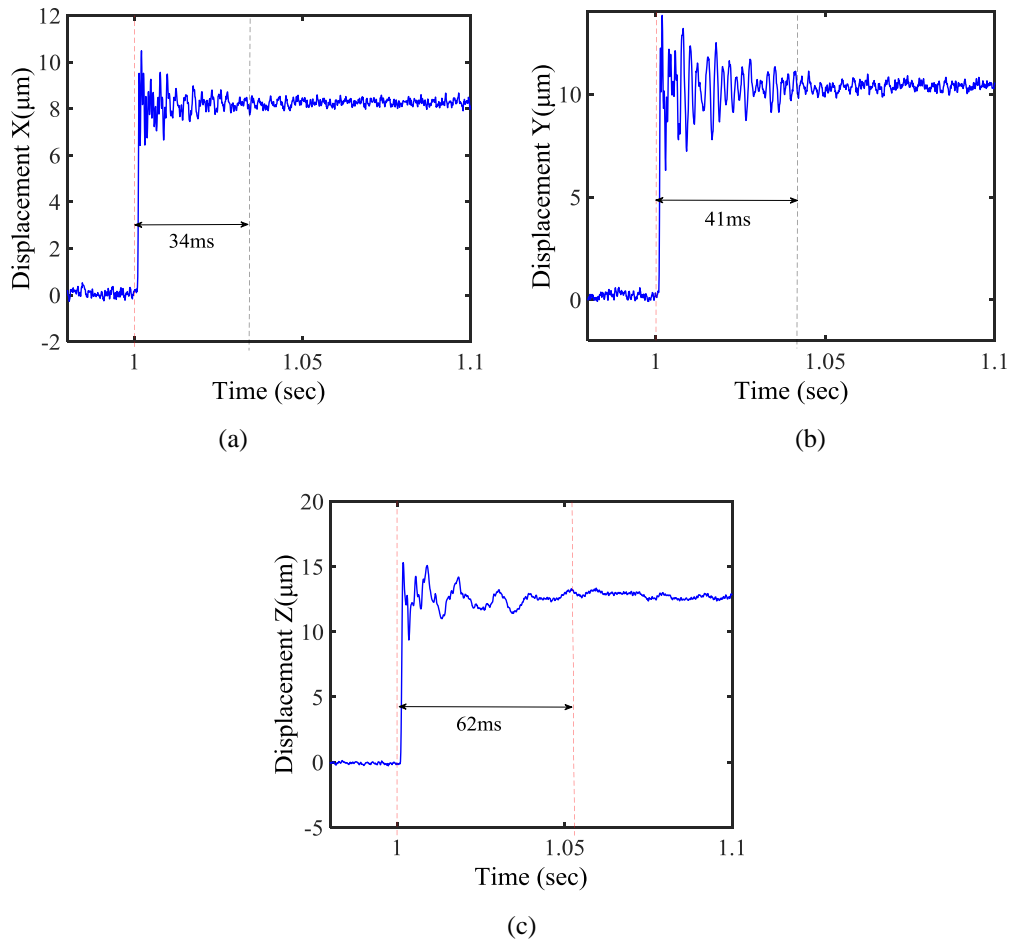 12
10
8
6
4
2
0
-2
Displacement X(μm)
34ms
1
1.05
1.1
Time (sec)
(a)
10
5
0
Displacement Y(μm)
41ms
1
1.05
1.1
Time (sec)
(b)
20
15
10
5
0
-5
Displacement Z(μm)
62ms
1
1.05
1.1
Time (sec)
(c)